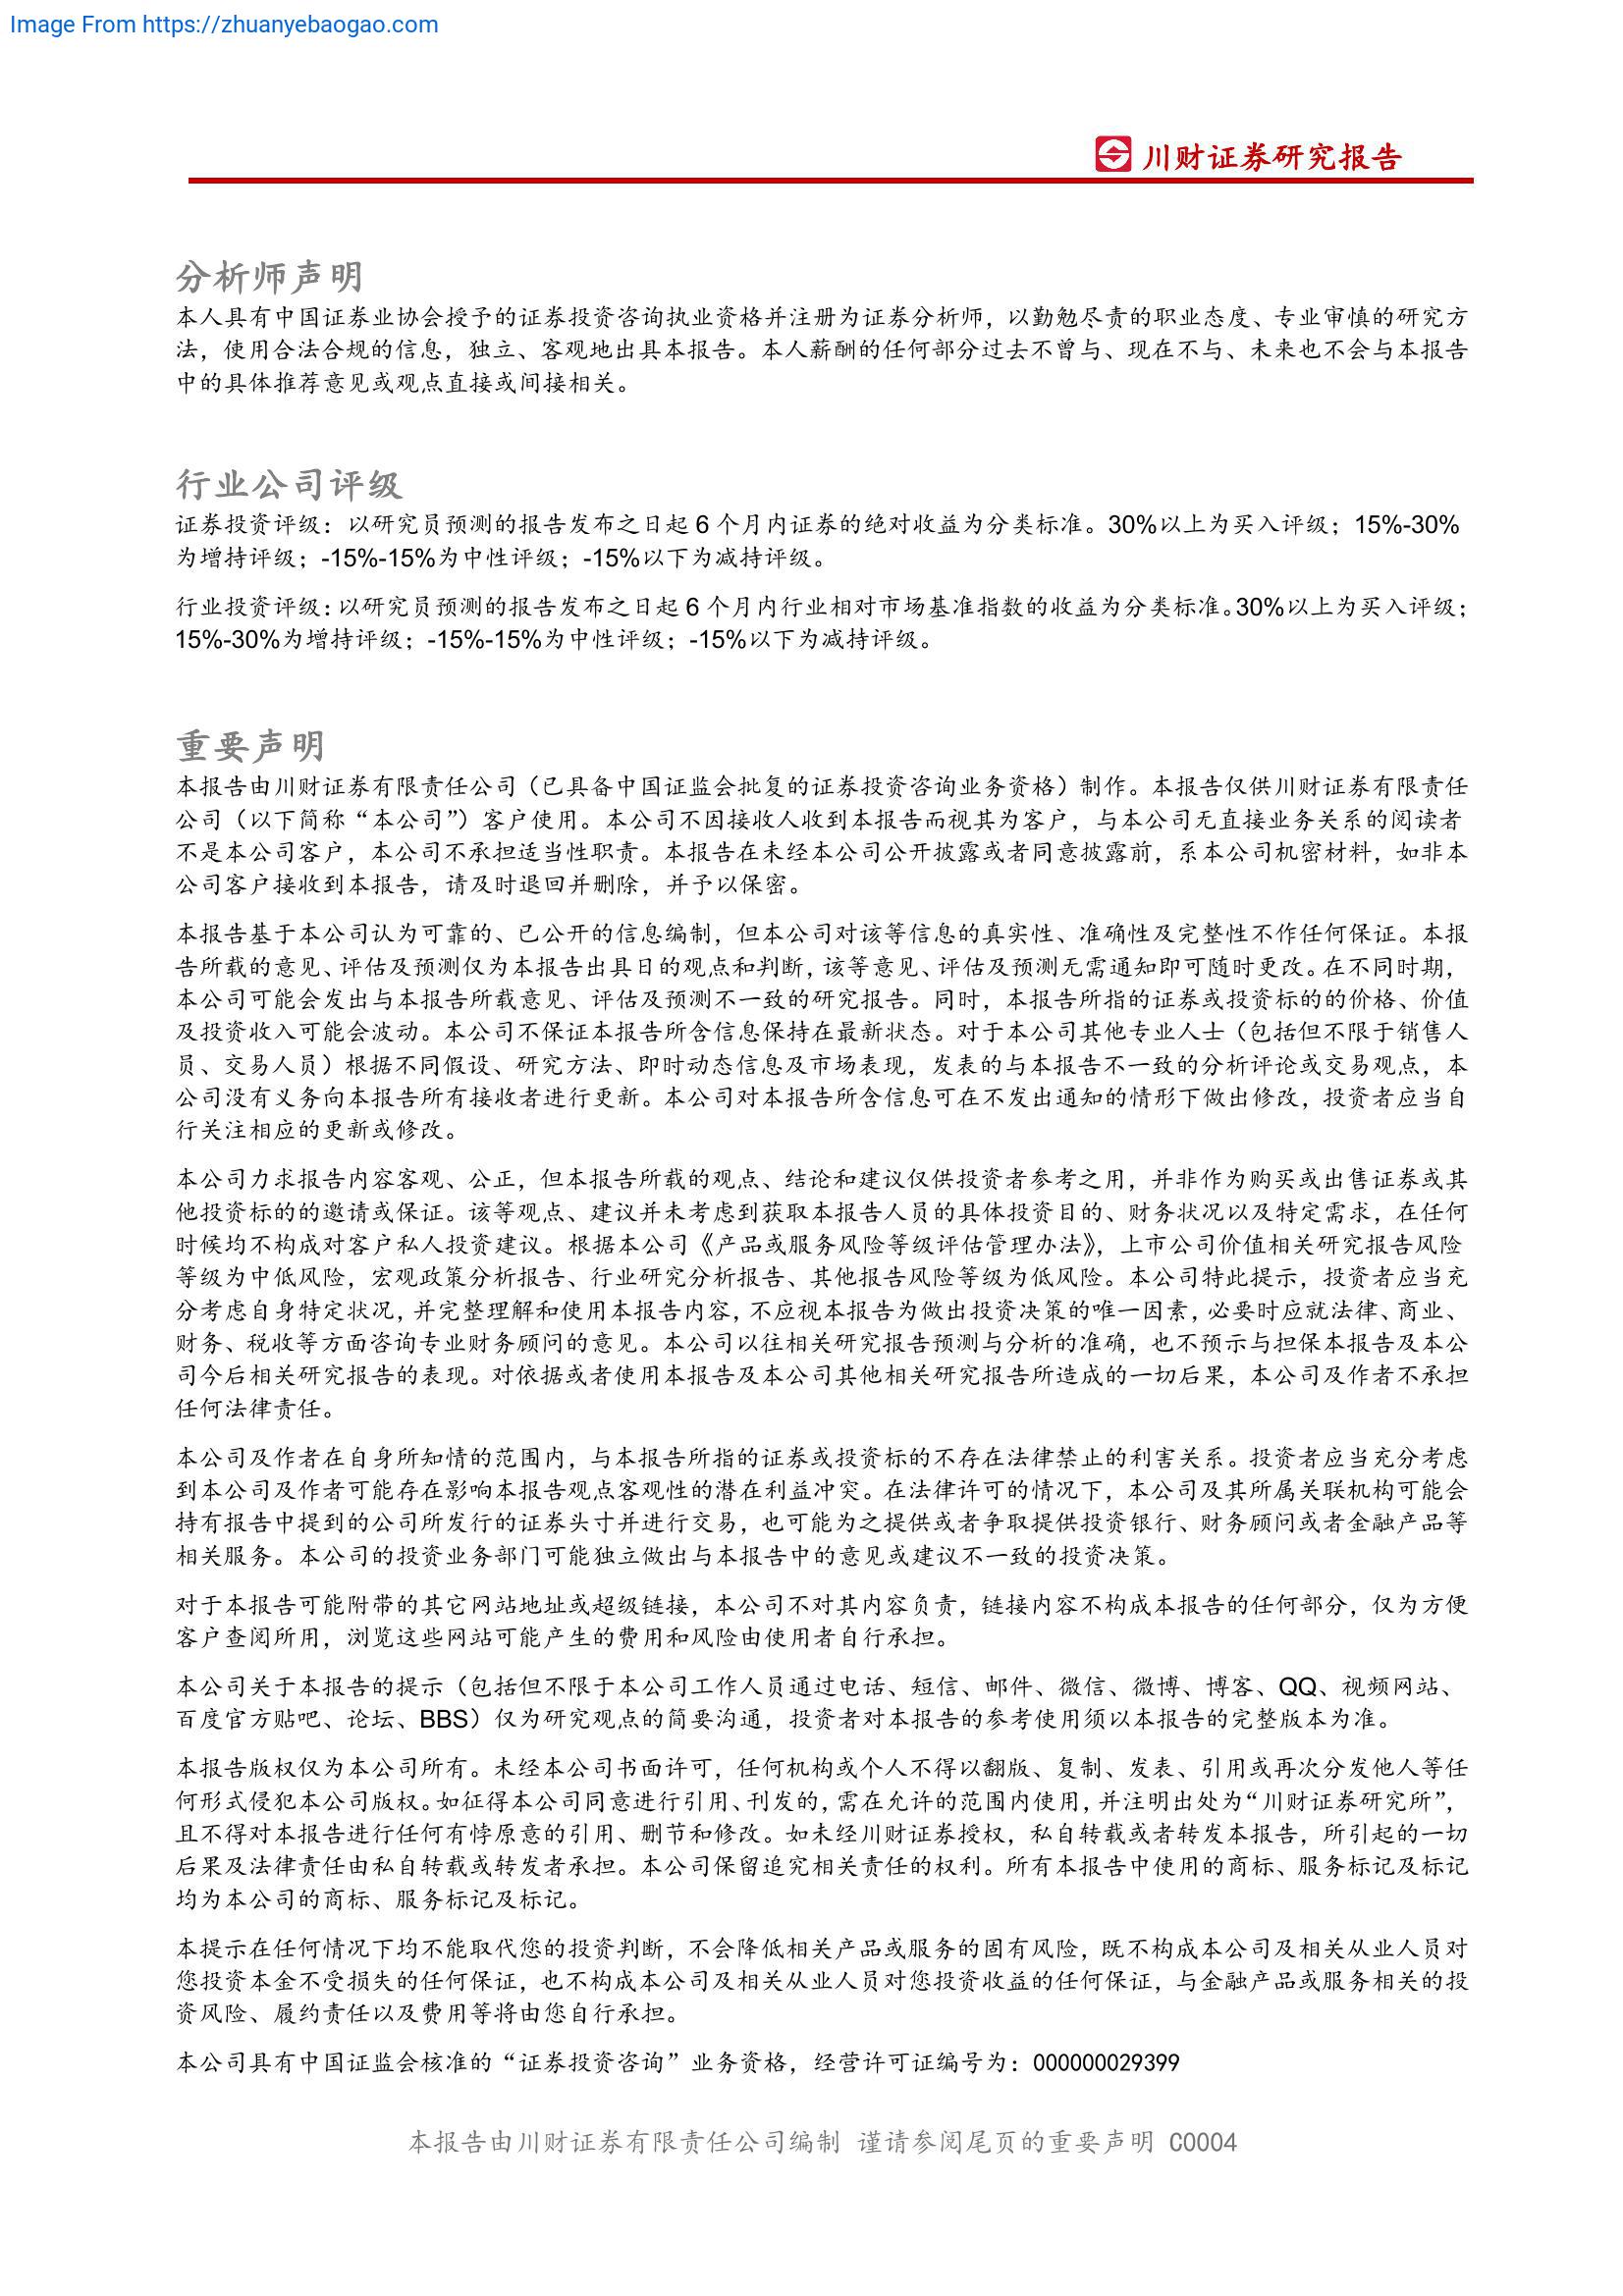 Image From https://zhuanyebaogao.com
川财证券研究报告
分析师声明
本人具有中国证券业协会授予的证券投资咨询执业资格并注册为证券分析师，以勤勉尽责的职业态度、专业审慎的研究方
法，使用合法合规的信息，独立、客观地出具本报告。本人薪酬的任何部分过去不曾与、现在不与、未来也不会与本报告
中的具体推荐意见或观点直接或间接相关。
行业公司评级
证券投资评级：以研究员预测的报告发布之日起 6 个月内证券的绝对收益为分类标准。30%以上为买入评级；15%-30%
为增持评级；-15%-15%为中性评级；-15%以下为减持评级。
行业投资评级：以研究员预测的报告发布之日起 6 个月内行业相对市场基准指数的收益为分类标准。30%以上为买入评级；
15%-30%为增持评级；-15%-15%为中性评级；-15%以下为减持评级。
重要声明
本报告由川财证券有限责任公司（已具备中国证监会批复的证券投资咨询业务资格）制作。本报告仅供川财证券有限责任
公司（以下简称“本公司”）客户使用。本公司不因接收人收到本报告而视其为客户，与本公司无直接业务关系的阅读者
不是本公司客户，本公司不承担适当性职责。本报告在未经本公司公开披露或者同意披露前，系本公司机密材料，如非本
公司客户接收到本报告，请及时退回并删除，并予以保密。
本报告基于本公司认为可靠的、已公开的信息编制，但本公司对该等信息的真实性、准确性及完整性不作任何保证。本报
告所载的意见、评估及预测仅为本报告出具日的观点和判断，该等意见、评估及预测无需通知即可随时更改。在不同时期，
本公司可能会发出与本报告所载意见、评估及预测不一致的研究报告。同时，本报告所指的证券或投资标的的价格、价值
及投资收入可能会波动。本公司不保证本报告所含信息保持在最新状态。对于本公司其他专业人士（包括但不限于销售人
员、交易人员）根据不同假设、研究方法、即时动态信息及市场表现，发表的与本报告不一致的分析评论或交易观点，本
公司没有义务向本报告所有接收者进行更新。本公司对本报告所含信息可在不发出通知的情形下做出修改，投资者应当自
行关注相应的更新或修改。
本公司力求报告内容客观、公正，但本报告所载的观点、结论和建议仅供投资者参考之用，并非作为购买或出售证券或其
他投资标的的邀请或保证。该等观点、建议并未考虑到获取本报告人员的具体投资目的、财务状况以及特定需求，在任何
时候均不构成对客户私人投资建议。根据本公司《产品或服务风险等级评估管理办法》，上市公司价值相关研究报告风险
等级为中低风险，宏观政策分析报告、行业研究分析报告、其他报告风险等级为低风险。本公司特此提示，投资者应当充
分考虑自身特定状况，并完整理解和使用本报告内容，不应视本报告为做出投资决策的唯一因素，必要时应就法律、商业、
财务、税收等方面咨询专业财务顾问的意见。本公司以往相关研究报告预测与分析的准确，也不预示与担保本报告及本公
司今后相关研究报告的表现。对依据或者使用本报告及本公司其他相关研究报告所造成的一切后果，本公司及作者不承担
任何法律责任。
本公司及作者在自身所知情的范围内，与本报告所指的证券或投资标的不存在法律禁止的利害关系。投资者应当充分考虑
到本公司及作者可能存在影响本报告观点客观性的潜在利益冲突。在法律许可的情况下，本公司及其所属关联机构可能会
持有报告中提到的公司所发行的证券头寸并进行交易，也可能为之提供或者争取提供投资银行、财务顾问或者金融产品等
相关服务。本公司的投资业务部门可能独立做出与本报告中的意见或建议不一致的投资决策。
对于本报告可能附带的其它网站地址或超级链接，本公司不对其内容负责，链接内容不构成本报告的任何部分，仅为方便
客户查阅所用，浏览这些网站可能产生的费用和风险由使用者自行承担。
本公司关于本报告的提示（包括但不限于本公司工作人员通过电话、短信、邮件、微信、微博、博客、QQ、视频网站、
百度官方贴吧、论坛、BBS）仅为研究观点的简要沟通，投资者对本报告的参考使用须以本报告的完整版本为准。
本报告版权仅为本公司所有。未经本公司书面许可，任何机构或个人不得以翻版、复制、发表、引用或再次分发他人等任
何形式侵犯本公司版权。如征得本公司同意进行引用、刊发的，需在允许的范围内使用，并注明出处为“川财证券研究所”，
且不得对本报告进行任何有悖原意的引用、删节和修改。如未经川财证券授权，私自转载或者转发本报告，所引起的一切
后果及法律责任由私自转载或转发者承担。本公司保留追究相关责任的权利。所有本报告中使用的商标、服务标记及标记
均为本公司的商标、服务标记及标记。
本提示在任何情况下均不能取代您的投资判断，不会降低相关产品或服务的固有风险，既不构成本公司及相关从业人员对
您投资本金不受损失的任何保证，也不构成本公司及相关从业人员对您投资收益的任何保证，与金融产品或服务相关的投
资风险、履约责任以及费用等将由您自行承担。
本公司具有中国证监会核准的“证券投资咨询”业务资格，经营许可证编号为：000000029399
本报告由川财证券有限责任公司编制 谨请参阅尾页的重要声明 C0004